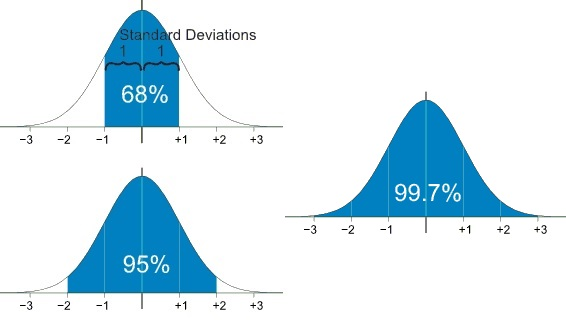 Standard Deviations
1 1
68%
−3 −2 −1 +1 +2 +3
95%
−3 −2 −1 +1 +2 +3
99.7%
−3 −2 −1 +1 +2 +3